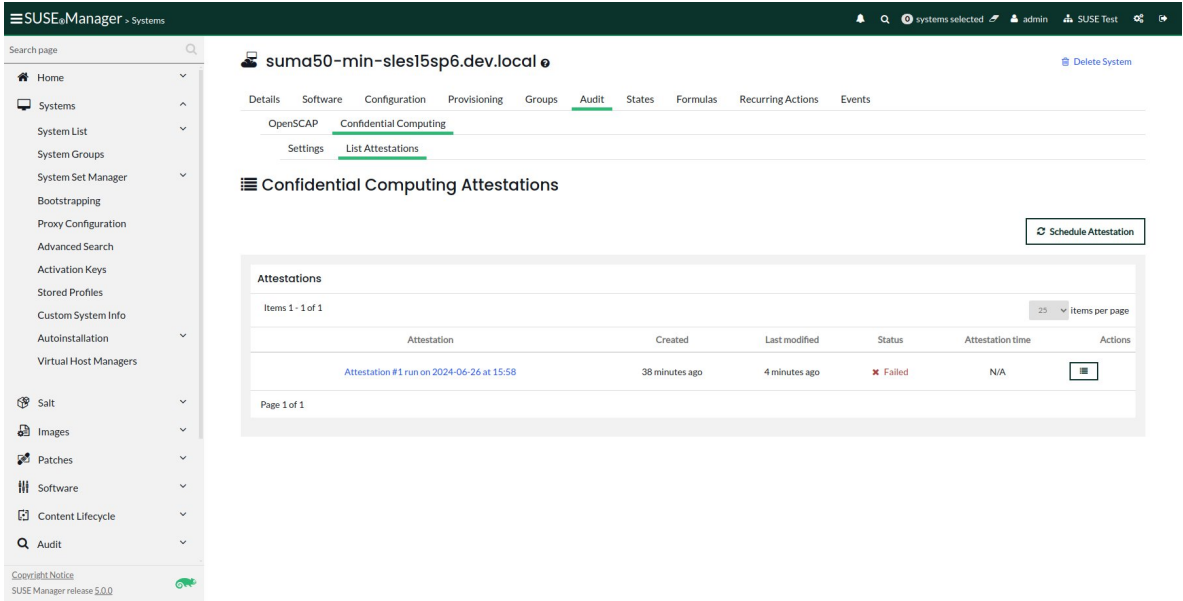 SUSE®Manager > Systems
0 systems selected admin SUSE Test
Search page
Home
Systems
System List
System Groups
System Set Manager
Bootstrapping
Proxy Configuration
Advanced Search
Activation Keys
Stored Profiles
Custom System Info
Autoinstallation
Virtual Host Managers
Salt
Images
Patches
Software
Content Lifecycle
Audit
Copyright Notice
SUSE Manager release 5.0.0
suma50-min-sles15sp6.dev.local
Delete System
Details Software Configuration Provisioning Groups Audit States Formulas Recurring Actions Events
OpenSCAP Confidential Computing
Settings List Attestations
Confidential Computing Attestations
Schedule Attestation
Attestations
Items 1 - 1 of 1
25 items per page
Attestation Created Last modified Status Attestation time Actions
Attestation #1 run on 2024-06-26 at 15:58 38 minutes ago 4 minutes ago Failed N/A
Page 1 of 1